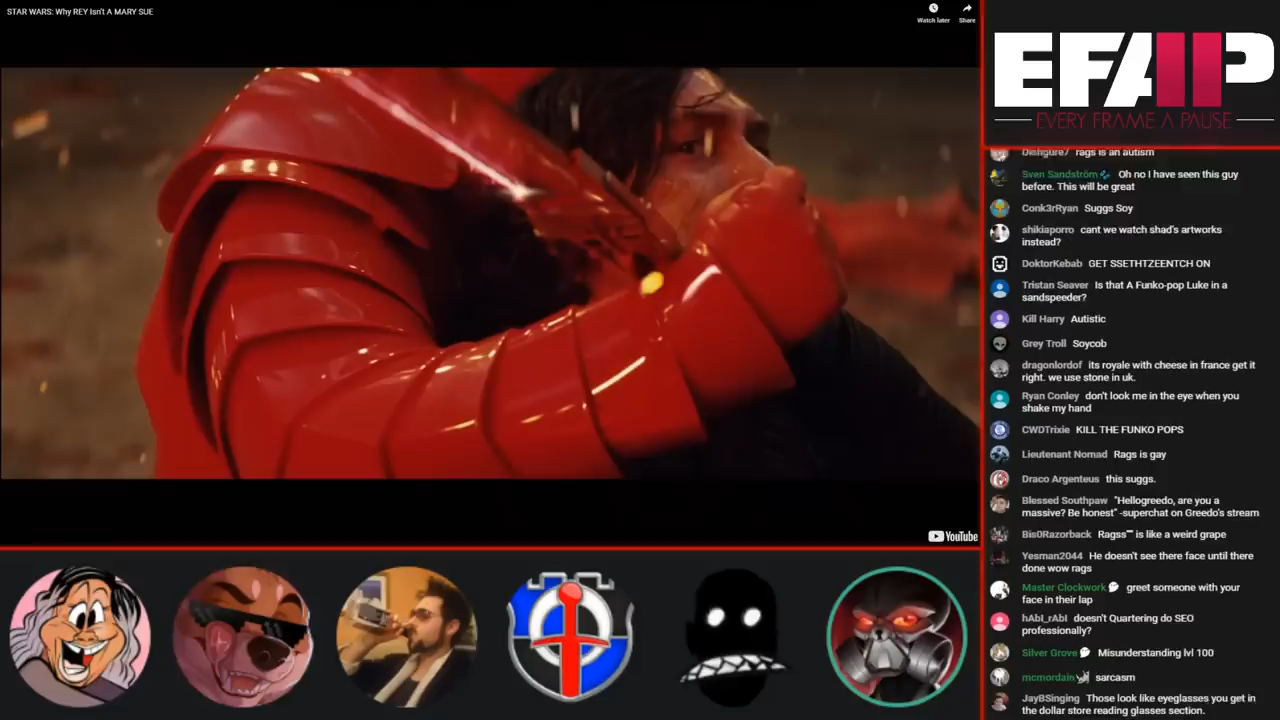 STAR WARS: Why REY Isn't A MARY SUE
Watch later
Share
EFAP
EVERY FRAME A PAUSE
rags is an autism
Sven Sandström Oh no I have seen this guy
before. This will be great
Conk3rRyan Suggs Soy
shikiaporro cant we watch shad's artworks
instead?
DoktorKebab GET SSETHTZEENTCH ON
Tristan Seaver Is that A Funko-pop Luke in a
sandspeeder?
Kill Harry Autistic
Grey Troll Soycob
dragonlordof its royale with cheese in france get it
right. we use stone in uk.
Ryan Conley don't look me in the eye when you
shake my hand
CWDTrixie KILL THE FUNKO POPS
Lieutenant Nomad Rags is gay
Draco Argenteus this suggs.
Blessed Southpaw "Hellogreedo, are you a
massive? Be honest" -superchat on Greedo's stream
Bis0Razorback Ragss"" is like a weird grape
Yesman2044 He doesn't see there face until there
done wow rags
Master Clockwork greet someone with your
face in their lap
hAbI_rAbI doesn't Quartering do SEO
professionally?
Silver Grove Misunderstanding lvl 100
mcmordain sarcasm
JayBSinging Those look like eyeglasses you get in
the dollar store reading glasses section.
YouTube